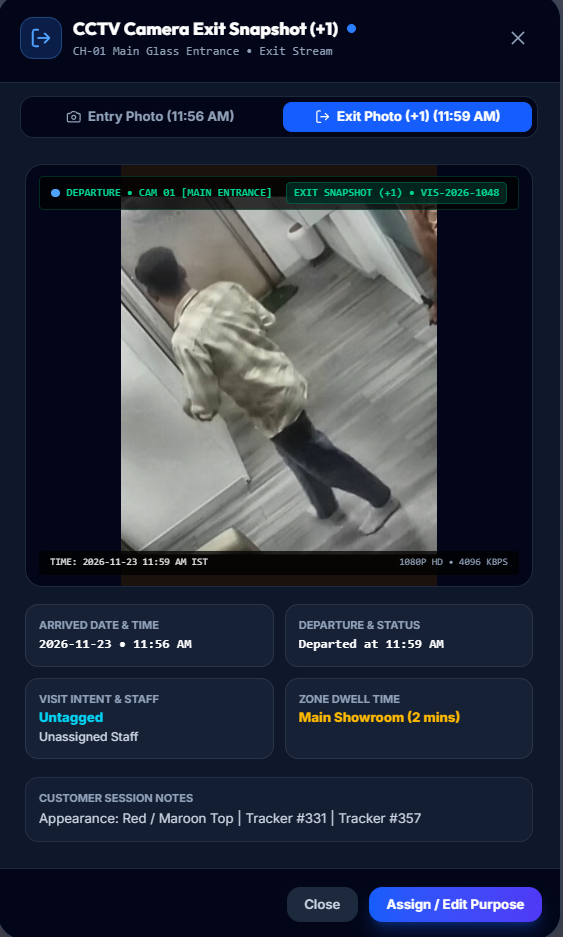 CCTV Camera Exit Snapshot (+1)
CH-01 Main Glass Entrance • Exit Stream
Entry Photo (11:56 AM)
Exit Photo (+1) (11:59 AM)
DEPARTURE • CAM 01 [MAIN ENTRANCE]
EXIT SNAPSHOT (+1) • VIS-2026-1048
TIME: 2026-11-23 11:59 AM IST
1080P HD • 4096 KBPS
ARRIVED DATE & TIME
2026-11-23 • 11:56 AM
DEPARTURE & STATUS
Departed at 11:59 AM
VISIT INTENT & STAFF
Untagged
Unassigned Staff
ZONE DWELL TIME
Main Showroom (2 mins)
CUSTOMER SESSION NOTES
Appearance: Red / Maroon Top | Tracker #331 | Tracker #357
Close
Assign / Edit Purpose